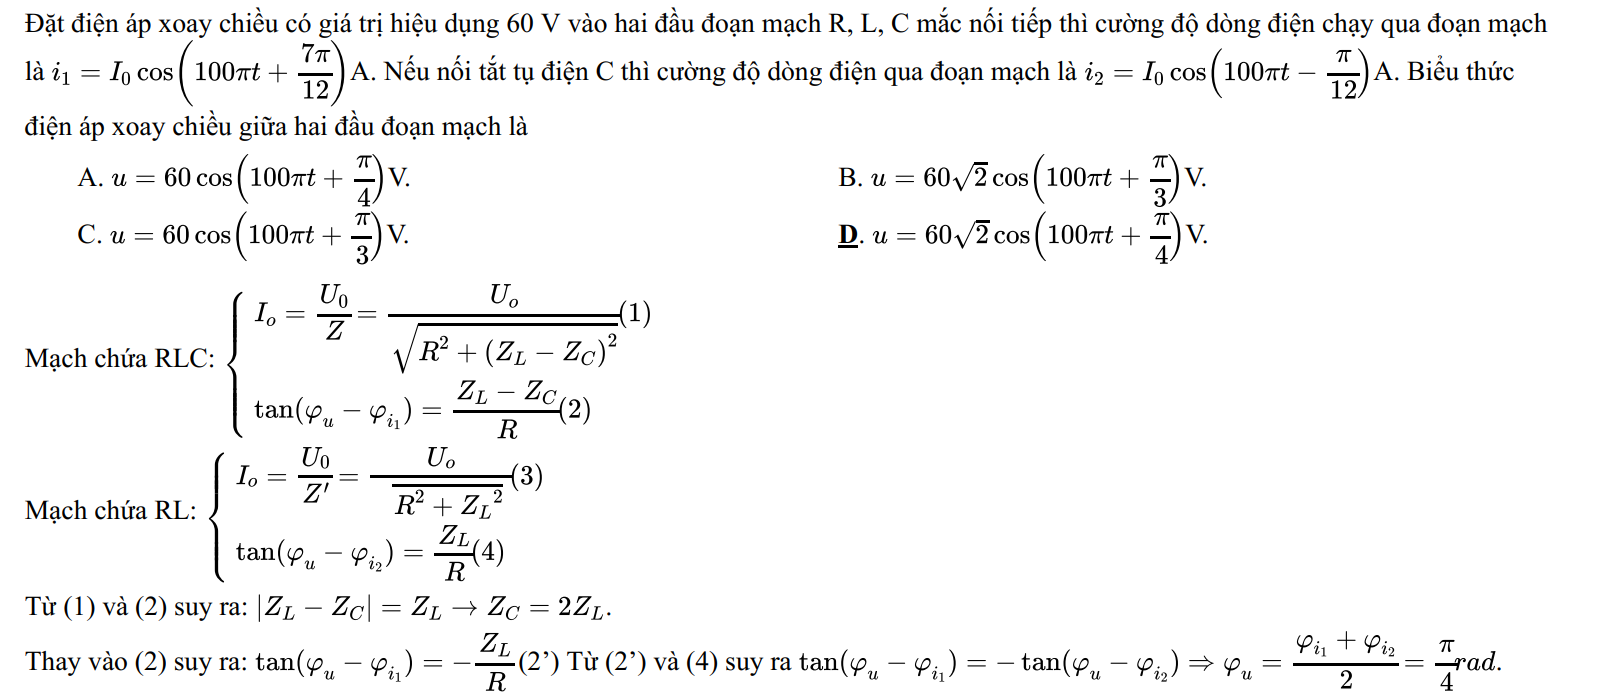 Đặt điện áp xoay chiều có giá trị hiệu dụng 60 V vào hai đầu đoạn mạch R, L, C mắc nối tiếp thì cường độ dòng điện chạy qua đoạn mạch
là $i_1 = I_0 \cos\left(100\pi t + \frac{7\pi}{12}\right)$A. Nếu nối tắt tụ điện C thì cường độ dòng điện qua đoạn mạch là $i_2 = I_0 \cos\left(100\pi t - \frac{\pi}{12}\right)$A. Biểu thức
điện áp xoay chiều giữa hai đầu đoạn mạch là
A. $u = 60 \cos\left(100\pi t + \frac{\pi}{4}\right)$V. B. $u = 60\sqrt{2} \cos\left(100\pi t + \frac{\pi}{3}\right)$V.
C. $u = 60 \cos\left(100\pi t + \frac{\pi}{3}\right)$V. D. $u = 60\sqrt{2} \cos\left(100\pi t + \frac{\pi}{4}\right)$V.
Mạch chứa RLC: $\begin{cases} I_o = \frac{U_0}{Z} = \frac{U_o}{\sqrt{R^2 + (Z_L - Z_C)^2}} (1) \\ \tan(\varphi_u - \varphi_{i_1}) = \frac{Z_L - Z_C}{R} (2) \end{cases}$
Mạch chứa RL: $\begin{cases} I_o = \frac{U_0}{Z'} = \frac{U_o}{\overline{R^2 + Z_L{}^2}} (3) \\ \tan(\varphi_u - \varphi_{i_2}) = \frac{Z_L}{R} (4) \end{cases}$
Từ (1) và (2) suy ra: $|Z_L - Z_C| = Z_L \rightarrow Z_C = 2Z_L$.
Thay vào (2) suy ra: $\tan(\varphi_u - \varphi_{i_1}) = -\frac{Z_L}{R}$ (2’) Từ (2’) và (4) suy ra $\tan(\varphi_u - \varphi_{i_1}) = -\tan(\varphi_u - \varphi_{i_2}) \Rightarrow \varphi_u = \frac{\varphi_{i_1} + \varphi_{i_2}}{2} = \frac{\pi}{4} rad$.